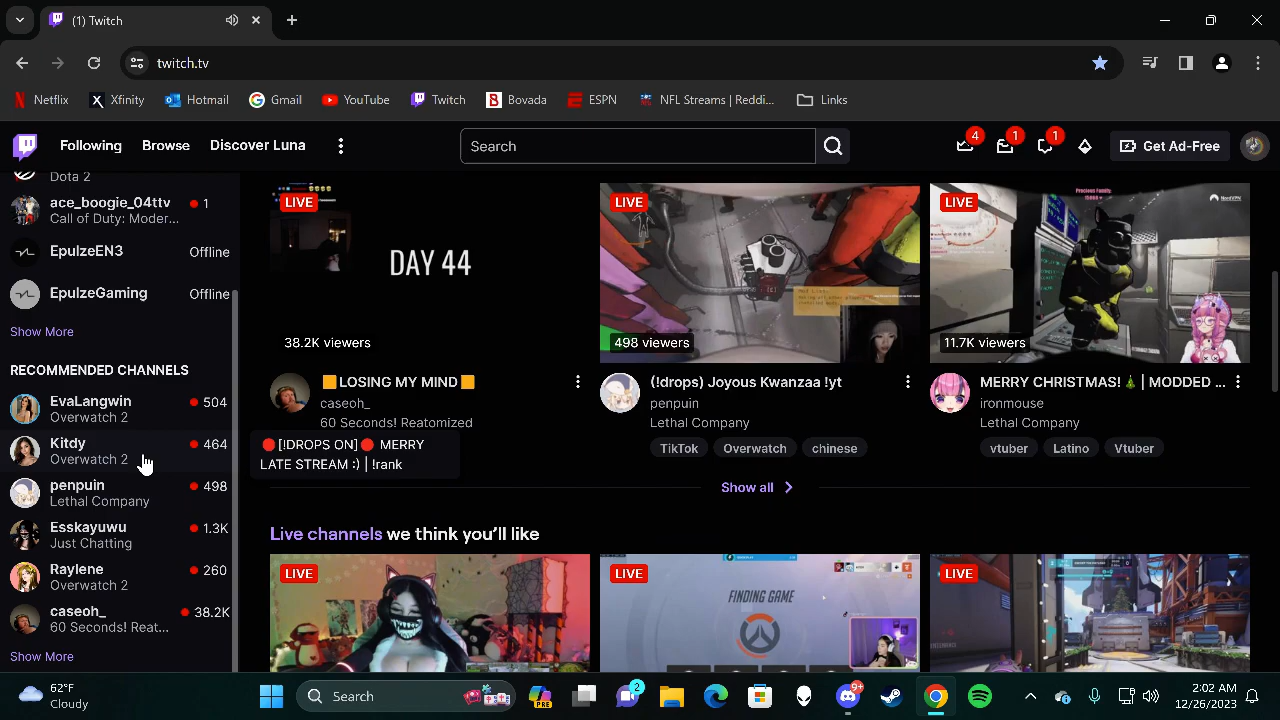 (1) Twitch
twitch.tv
Netflix
Xfinity
Hotmail
Gmail
YouTube
Twitch
Bovada
ESPN
NFL Streams | Reddi...
Links
Following
Browse
Discover Luna
Search
4
1
1
Get Ad-Free
Dota 2
ace_boogie_04ttv
1
Call of Duty: Moder...
EpulzeEN3
Offline
EpulzeGaming
Offline
Show More
RECOMMENDED CHANNELS
EvaLangwin
504
Overwatch 2
Kitdy
464
Overwatch 2
penpuin
498
Lethal Company
Esskayuwu
1.3K
Just Chatting
Raylene
260
Overwatch 2
caseoh_
38.2K
60 Seconds! Reat...
Show More
LIVE
DAY 44
38.2K viewers
🟧LOSING MY MIND🟧
caseoh_
60 Seconds! Reatomized
🔴[!DROPS ON]🔴 MERRY
LATE STREAM :) | !rank
LIVE
498 viewers
(!drops) Joyous Kwanzaa !yt
penpuin
Lethal Company
TikTok
Overwatch
chinese
LIVE
NordVPN
11.7K viewers
MERRY CHRISTMAS!🎄| MODDED ...
ironmouse
Lethal Company
vtuber
Latino
Vtuber
Show all
Live channels we think you'll like
LIVE
LIVE
FINDING GAME
LIVE
62°F
Cloudy
Search
PRE
2
9+
2:02 AM
12/26/2023